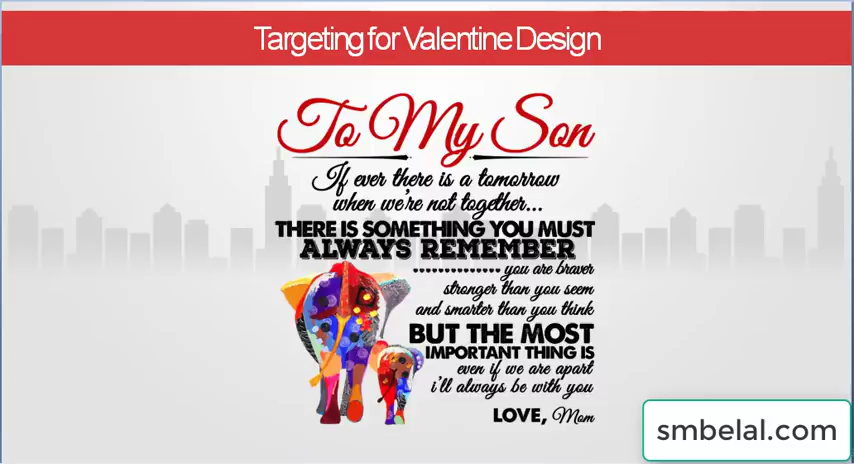 Targeting for Valentine Design
To My Son
If ever there is a tomorrow
when we're not together...
THERE IS SOMETHING YOU MUST
ALWAYS REMEMBER
you are braver
stronger than you seem
and smarter than you think
BUT THE MOST
IMPORTANT THING IS
even if we are apart
i'll always be with you
LOVE, Mom
smbelal.com